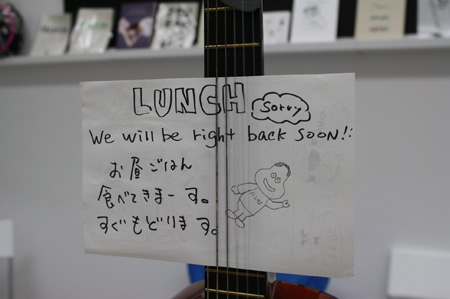 LUNCH sorry
We will be right back SOON!!
お昼ごはん
食べてきまーす。
すぐもどります。